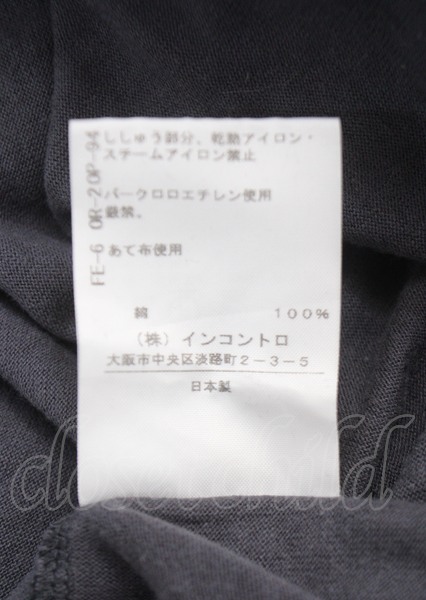 FE-6 OR-2OP-94
ししゅう部分、乾熱アイロン・
スチームアイロン禁止
パークロロエチレン使用
厳禁。
あて布使用
綿 100%
(株)インコントロ
大阪市中央区淡路町2-3-5
日本製
closet child